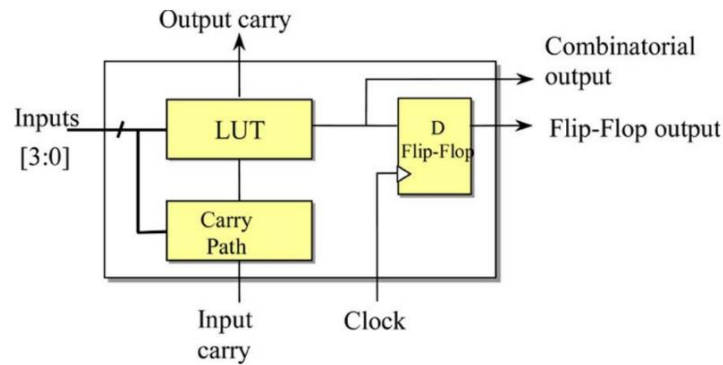 Output carry
Combinatorial
output
Inputs
[3:0]
LUT
D
Flip-Flop
Flip-Flop output
Carry
Path
Input
carry
Clock